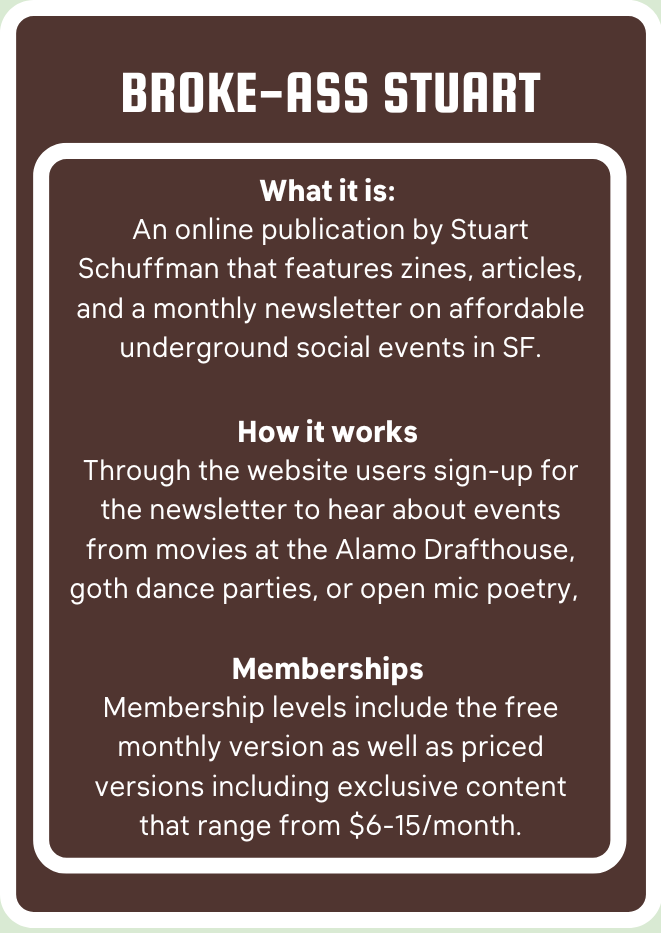 BROKE-ASS STUART
What it is:
An online publication by Stuart
Schuffman that features zines, articles,
and a monthly newsletter on affordable
underground social events in SF.
How it works
Through the website users sign-up for
the newsletter to hear about events
from movies at the Alamo Drafthouse,
goth dance parties, or open mic poetry,
Memberships
Membership levels include the free
monthly version as well as priced
versions including exclusive content
that range from $6-15/month.